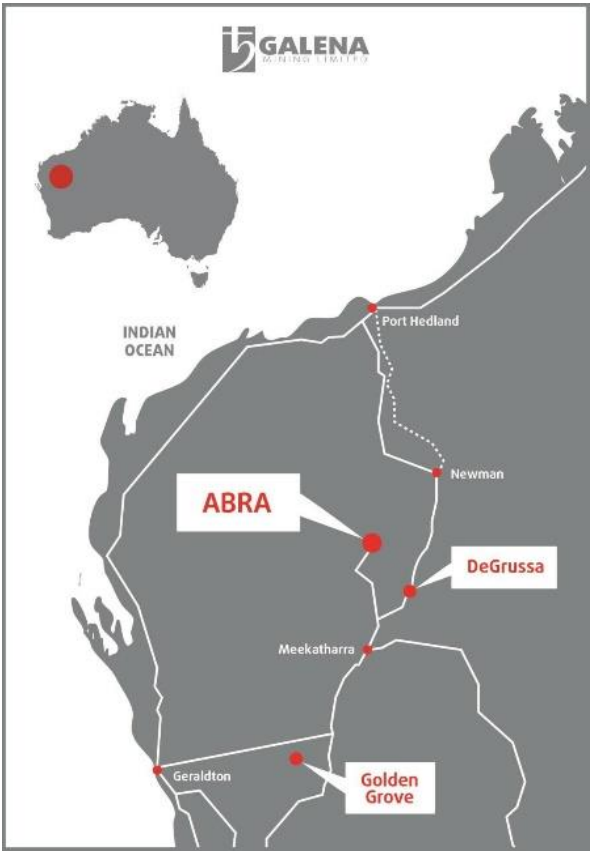 GALENA
MINING LIMITED
INDIAN
OCEAN
Port Hedland
Newman
ABRA
DeGrussa
Meekatharra
Geraldton
Golden
Grove